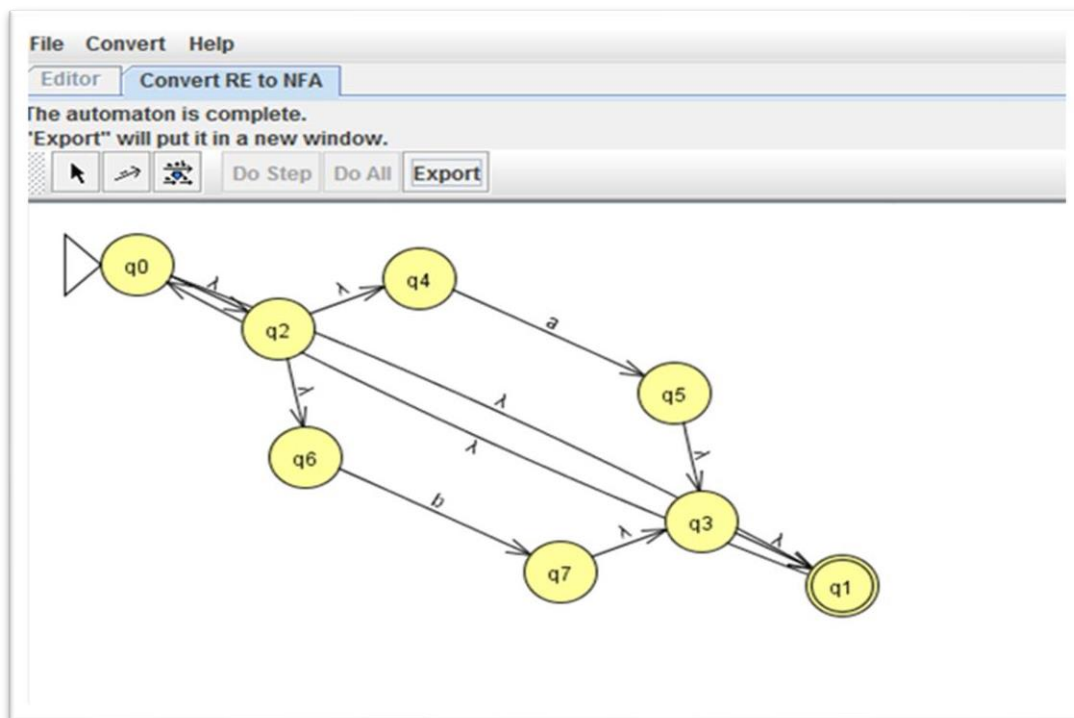 File Convert Help
Editor Convert RE to NFA
The automaton is complete.
"Export" will put it in a new window.
Do Step Do All Export
q0
λ
q2
λ
q4
a
q5
λ
λ
λ
λ
q6
b
q7
λ
q3
λ
q1